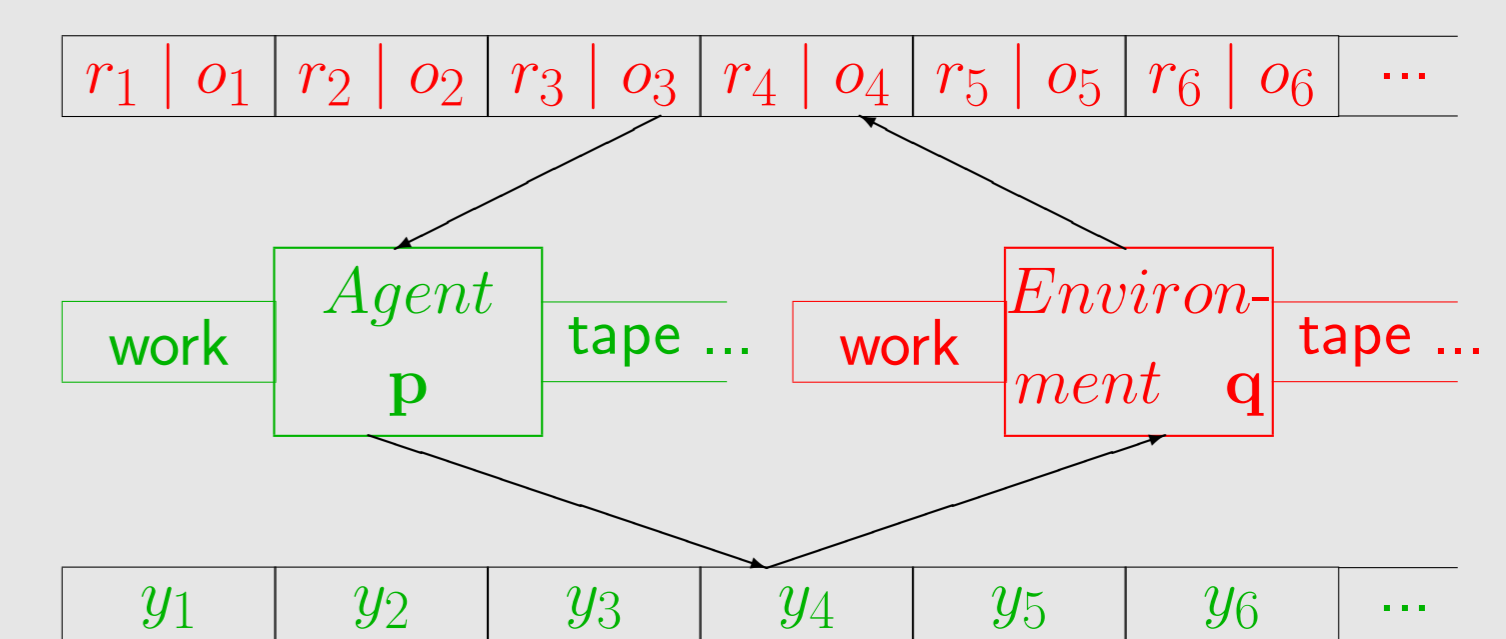 r₁ | o₁ r₂ | o₂ r₃ | o₃ r₄ | o₄ r₅ | o₅ r₆ | o₆ ...
work Agent p tape ...
work Environ-ment q tape ...
y₁ y₂ y₃ y₄ y₅ y₆ ...